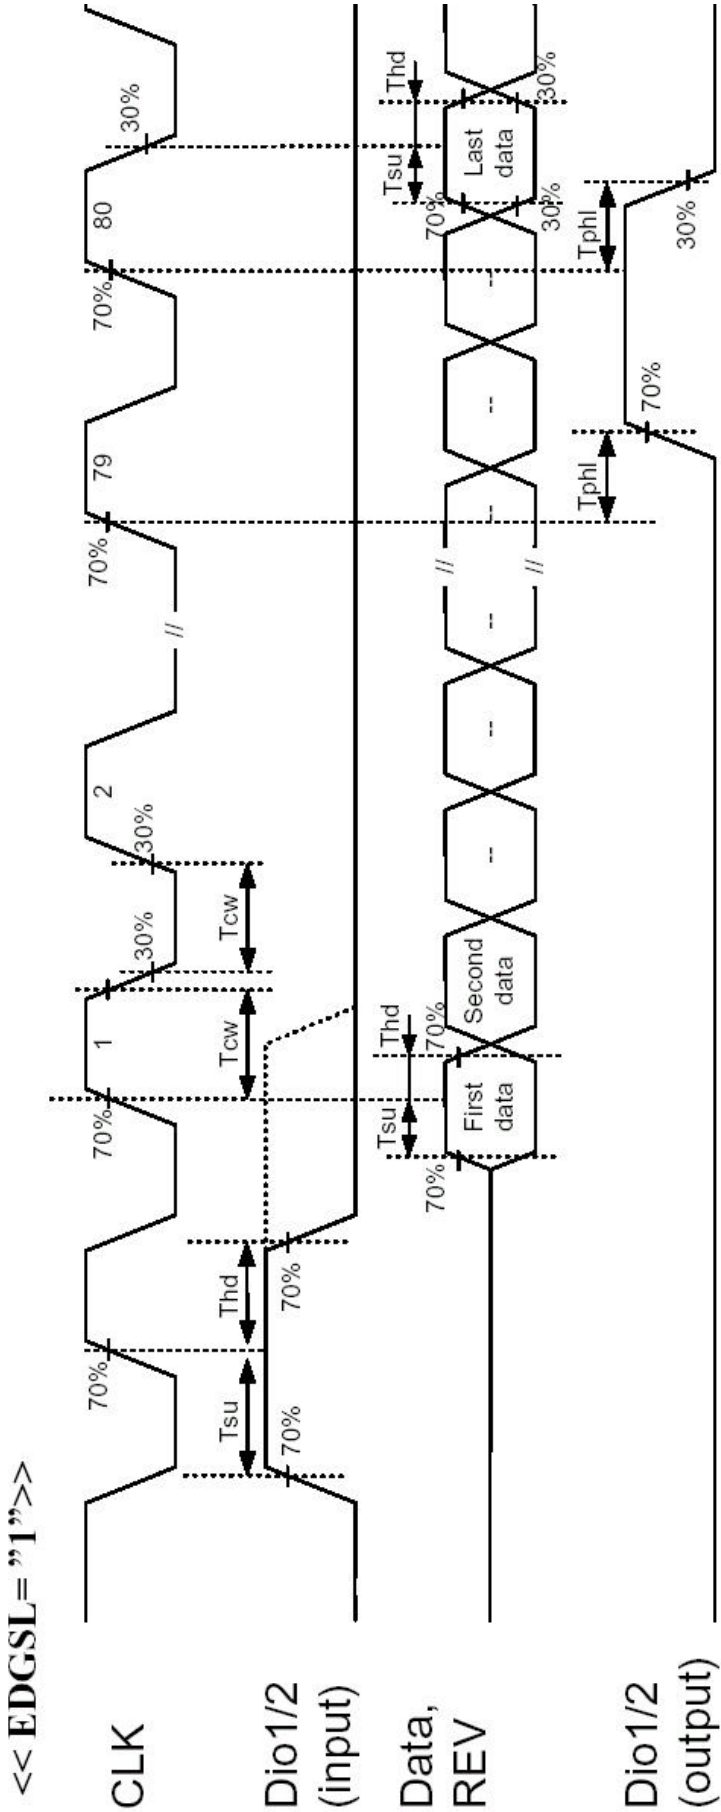 << EDGSL= ”1”>>
CLK
70%
70%
1
30%
30%
2
//
70%
79
70%
80
30%
Dio1/2
(input)
Tsu
Thd
70%
70%
Tcw
Tcw
Data,
REV
70%
Tsu
Thd
70%
First
data
Second
data
--
--
--
//
//
--
--
--
70%
Tsu
Thd
Last
data
30%
30%
Dio1/2
(output)
Tphl
70%
Tphl
30%